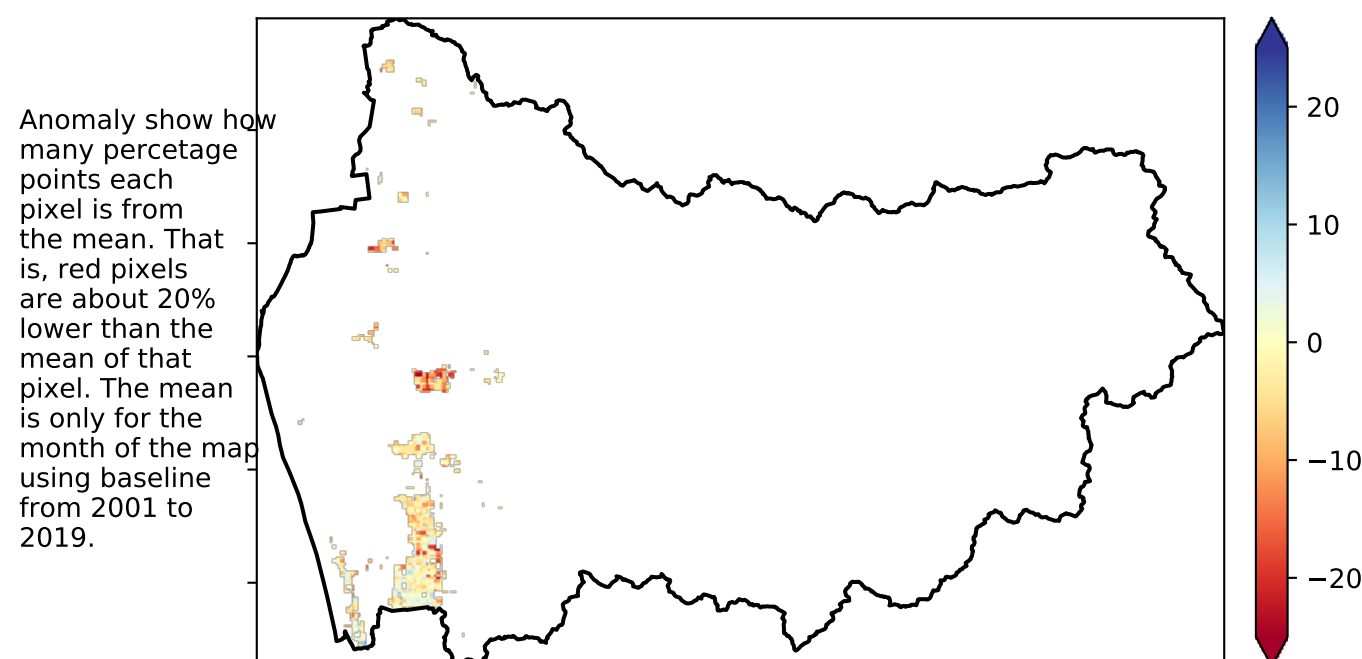 Anomaly show how
many percetage
points each
pixel is from
the mean. That
is, red pixels
are about 20%
lower than the
mean of that
pixel. The mean
is only for the
month of the map
using baseline
from 2001 to
2019.
20
10
0
−10
−20